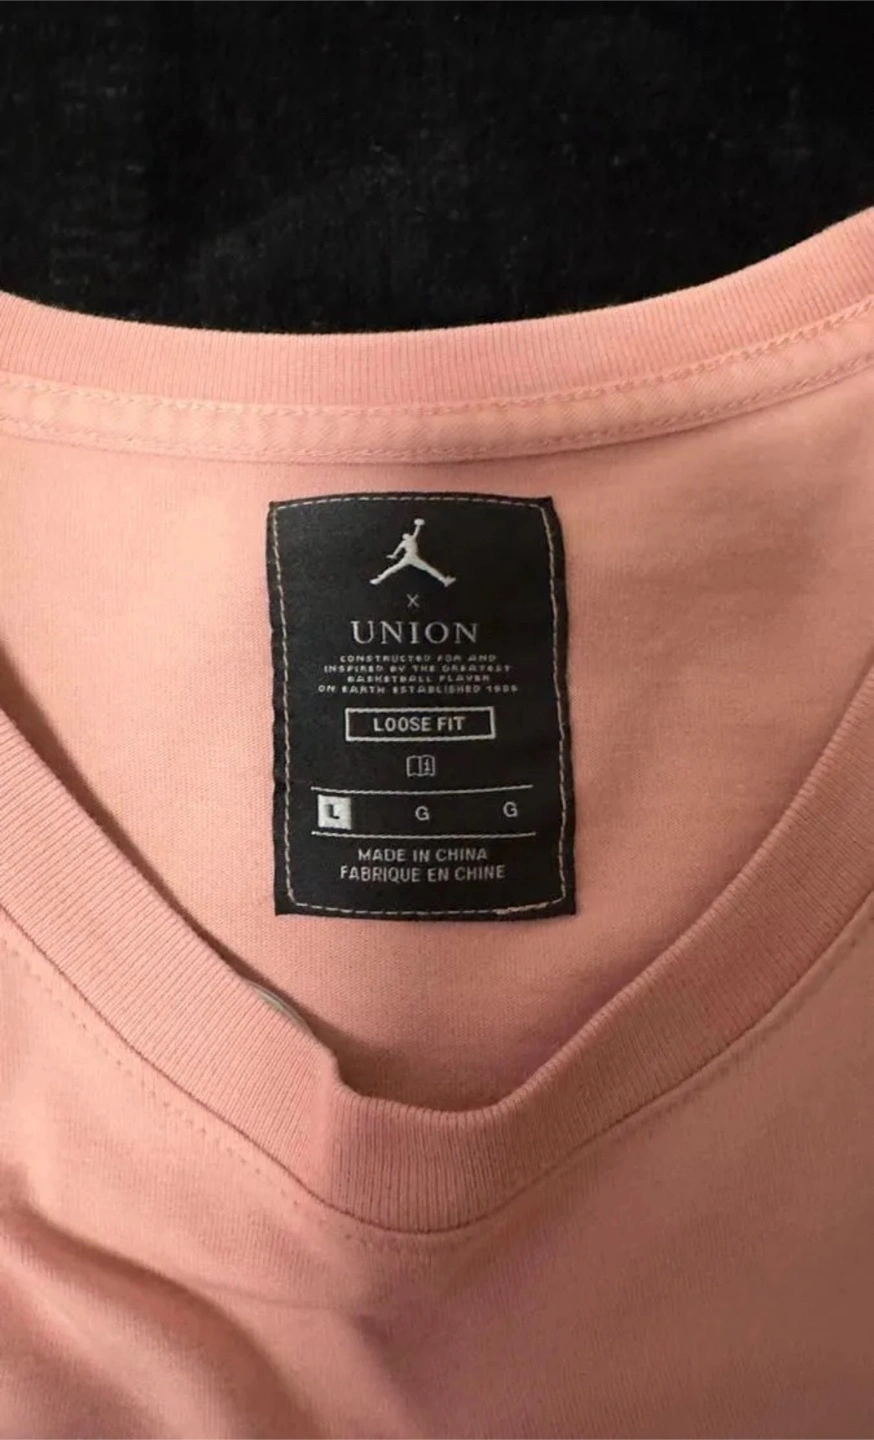 X
UNION
CONSTRUCTED FOR AND
INSPIRED BY THE GREATEST
BASKETBALL PLAYER
ON EARTH ESTABLISHED 1985
LOOSE FIT
L G G
MADE IN CHINA
FABRIQUE EN CHINE